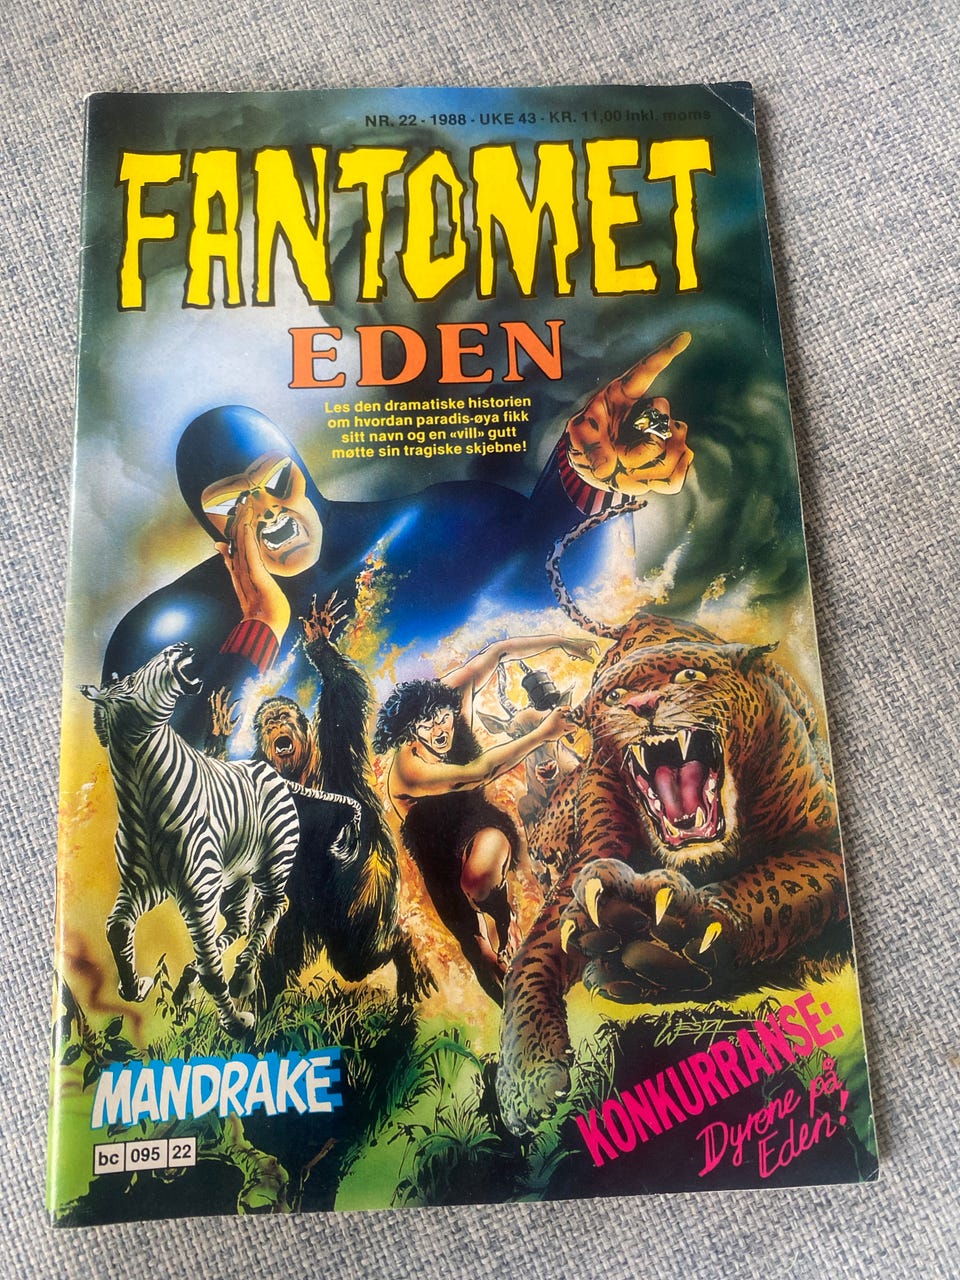 NR. 22 - 1988 - UKE 43 - KR. 11,00 inkl. moms
FANTOMET
EDEN
Les den dramatiske historien
om hvordan paradis-øya fikk
sitt navn og en «vill» gutt
møtte sin tragiske skjebne!
KONKURRANSE:
Dyrene på
Eden!
MANDRAKE
bc 095 22